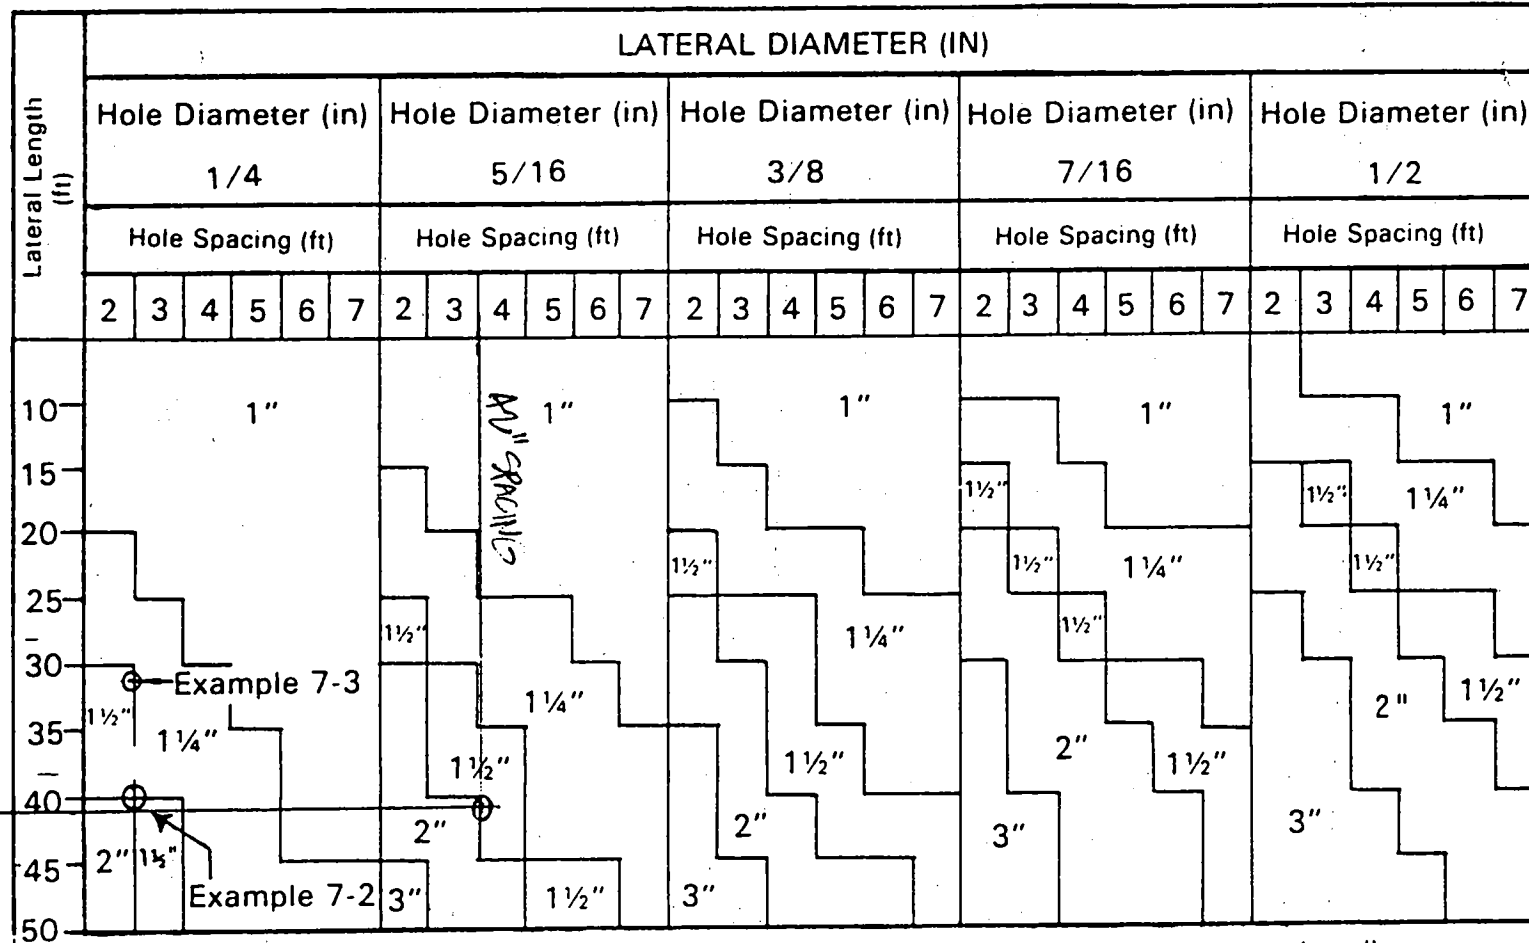 LATERAL DIAMETER (IN)
Lateral Length
(ft)
Hole Diameter (in) Hole Diameter (in) Hole Diameter (in) Hole Diameter (in) Hole Diameter (in)
1/4 5/16 3/8 7/16 1/2
Hole Spacing (ft) Hole Spacing (ft) Hole Spacing (ft) Hole Spacing (ft) Hole Spacing (ft)
2 3 4 5 6 7 2 3 4 5 6 7 2 3 4 5 6 7 2 3 4 5 6 7 2 3 4 5 6 7
10 1" 1" 1" 1" 1"
SPACING
15 1½" 1½" 1¼"
20 1½" 1½" 1¼" 1½"
25 1½" 1¼" 1½"
30 Example 7-3 1¼" 2" 1½"
1½" 1¼" 1½" 1½" 2" 1½"
35
40 2" 2" 3" 3"
2" 1½"
45 Example 7-2 3" 1½" 3"
50